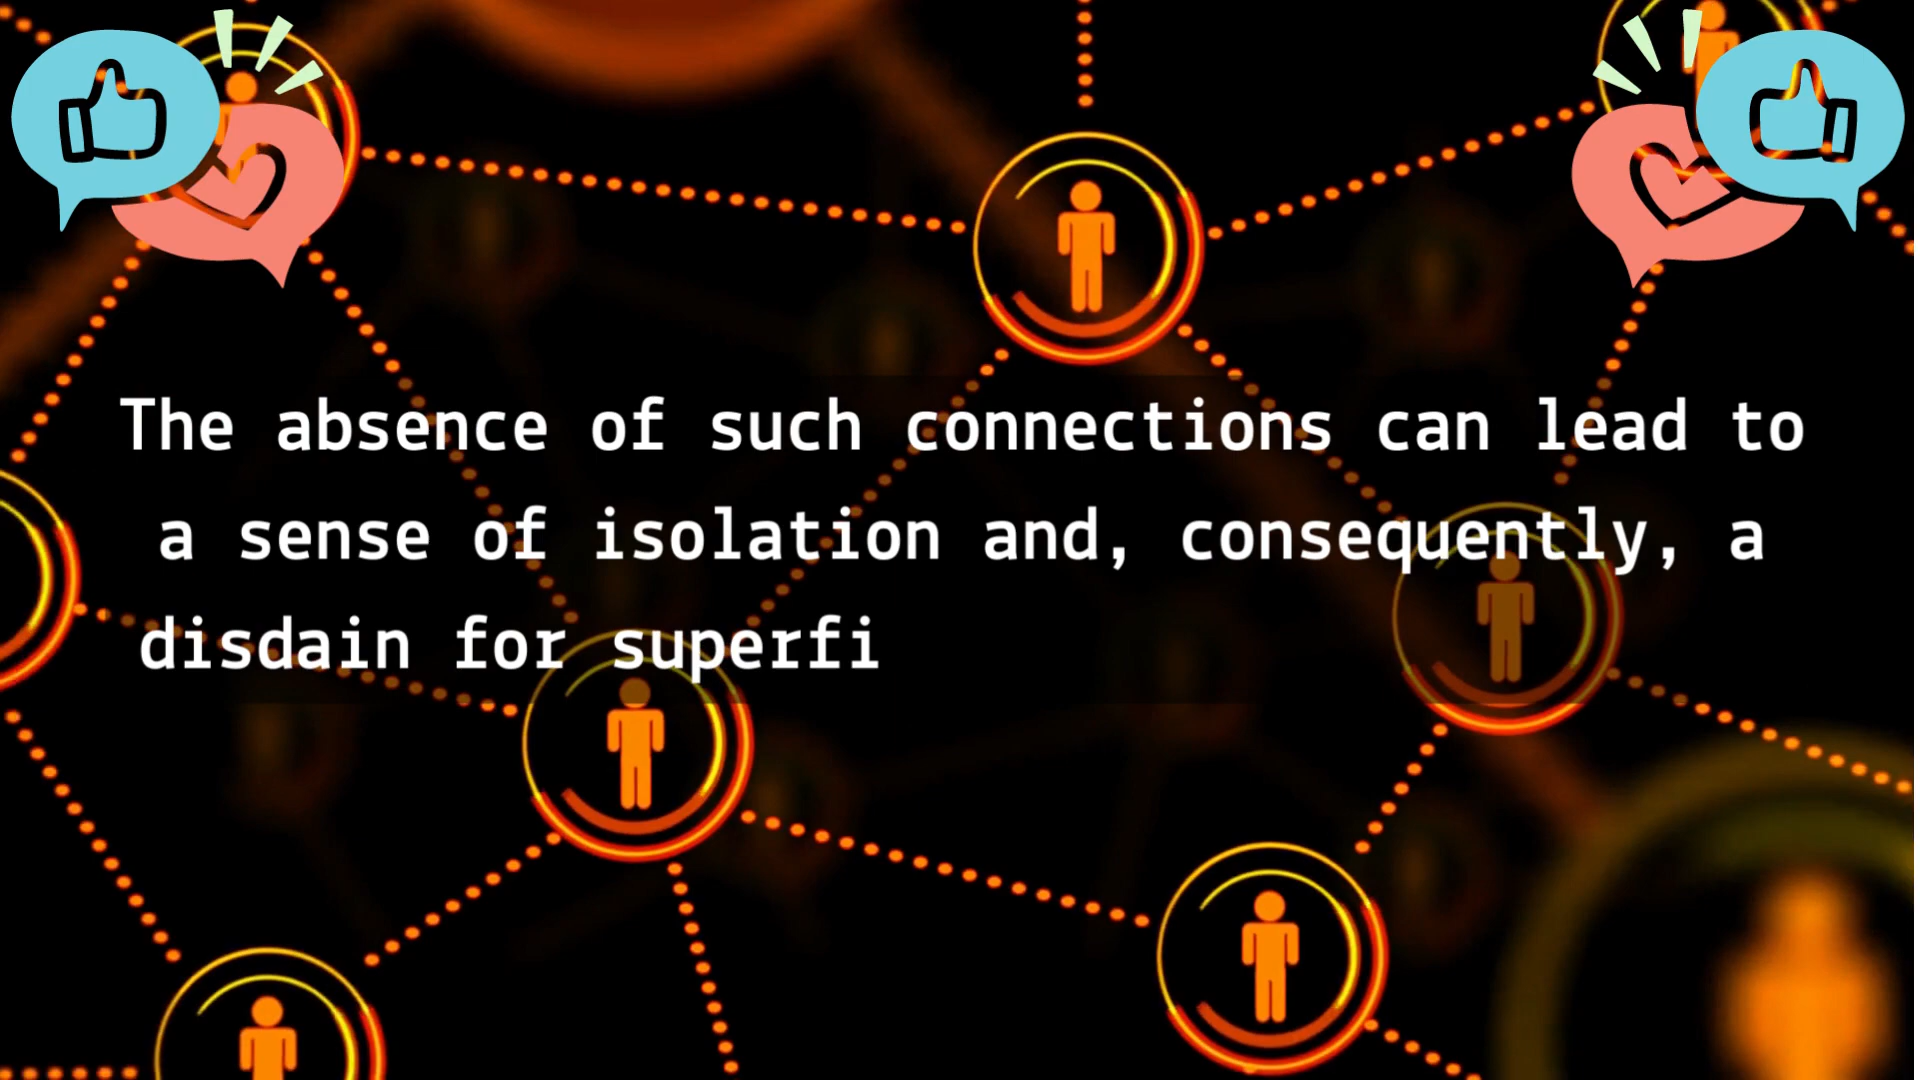 The absence of such connections can lead to
a sense of isolation and, consequently, a
disdain for superfi